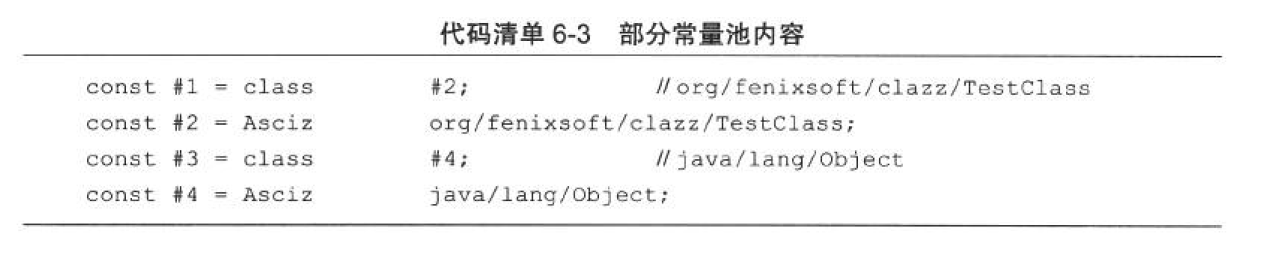 代码清单 6-3 部分常量池内容
const #1 = class #2; //org/fenixsoft/clazz/TestClass
const #2 = Asciz org/fenixsoft/clazz/TestClass;
const #3 = class #4; //java/lang/Object
const #4 = Asciz java/lang/Object;